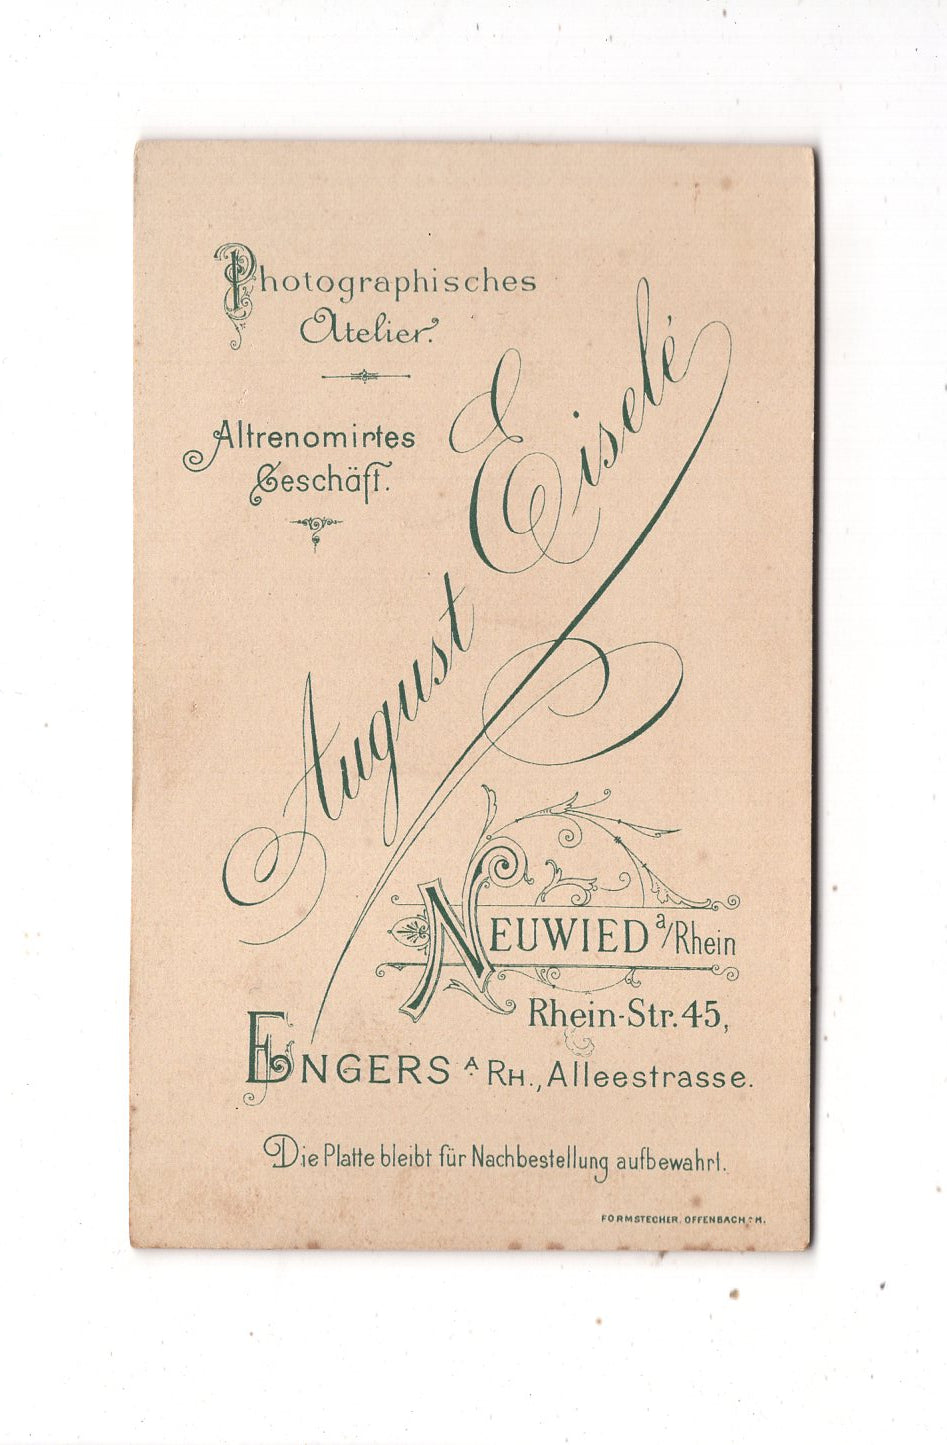 Photographisches
Atelier.
Altrenomirtes
Geschäft.
August Eiselé
NEUWIED a/Rhein
Rhein-Str. 45,
ENGERS A. RH., Alleestrasse.
Die Platte bleibt für Nachbestellung aufbewahrt.
FORMSTECHER, OFFENBACH a. M.